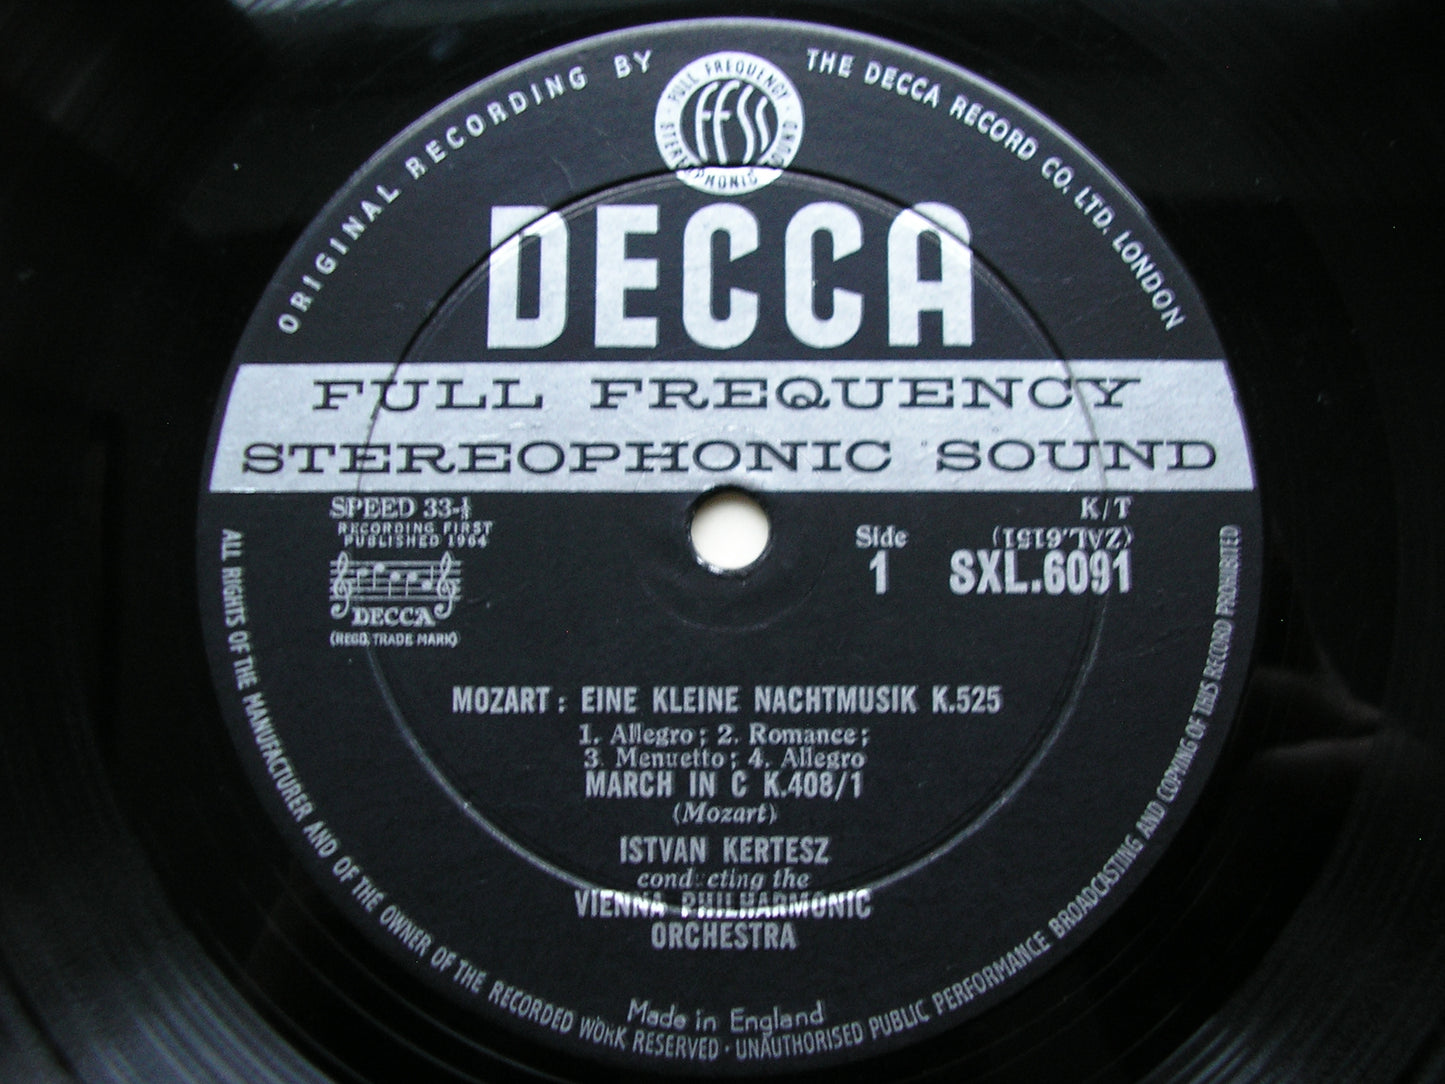 ORIGINAL RECORDING BY THE DECCA RECORD CO. LTD. LONDON
FULL FREQUENCY STEREOPHONIC SOUND
FFSS
DECCA
FULL FREQUENCY
STEREOPHONIC SOUND
SPEED 33-⅓
RECORDING FIRST
PUBLISHED 1964
DECCA
(REGD. TRADE MARK)
Side
1
K/T
(ZAL.6151)
SXL.6091
MOZART : EINE KLEINE NACHTMUSIK K.525
1. Allegro; 2. Romance;
3. Menuetto; 4. Allegro
MARCH IN C K.408/1
(Mozart)
ISTVAN KERTESZ
conducting the
VIENNA PHILHARMONIC
ORCHESTRA
Made in England
ALL RIGHTS OF THE MANUFACTURER AND OF THE OWNER OF THE RECORDED WORK RESERVED · UNAUTHORISED PUBLIC PERFORMANCE BROADCASTING AND COPYING OF THIS RECORD PROHIBITED